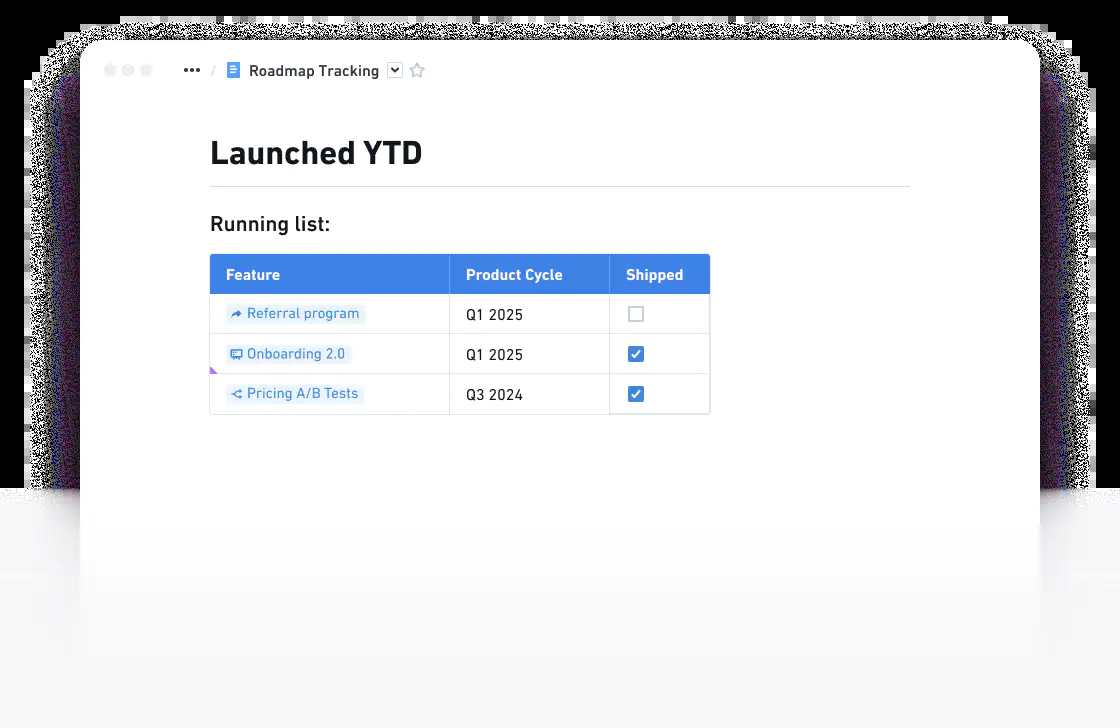 ••• / Roadmap Tracking
Launched YTD
Running list:
Feature Product Cycle Shipped
Referral program Q1 2025
Onboarding 2.0 Q1 2025
Pricing A/B Tests Q3 2024